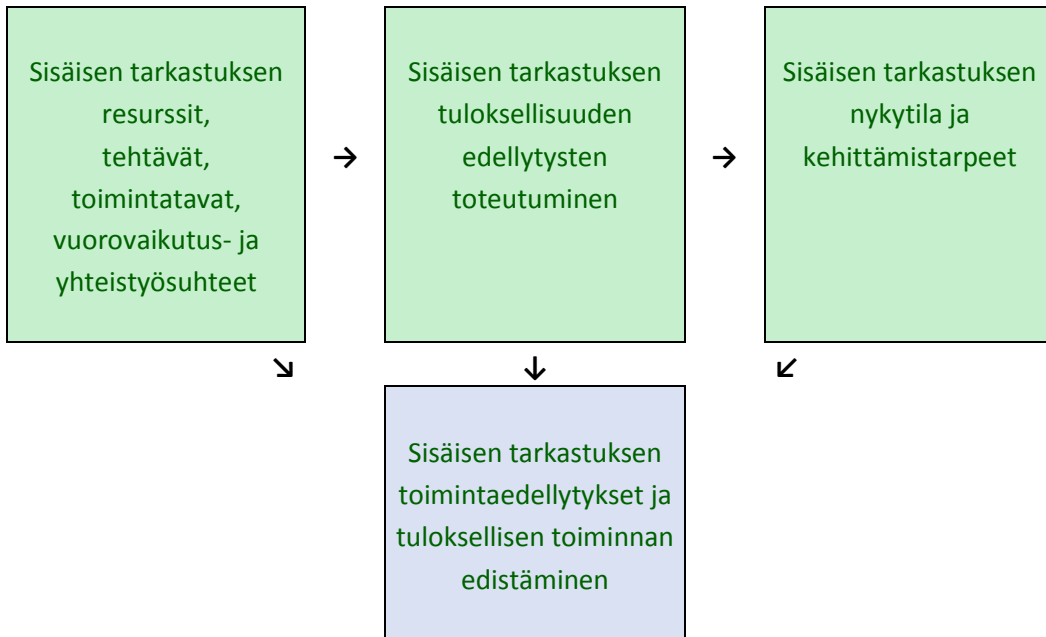 Sisäisen tarkastuksen
resurssit,
tehtävät,
toimintatavat,
vuorovaikutus- ja
yhteistyösuhteet
→
Sisäisen tarkastuksen
tuloksellisuuden
edellytysten
toteutuminen
→
Sisäisen tarkastuksen
nykytila ja
kehittämistarpeet
↘
↓
↙
Sisäisen tarkastuksen
toimintaedellytykset ja
tuloksellisen toiminnan
edistäminen